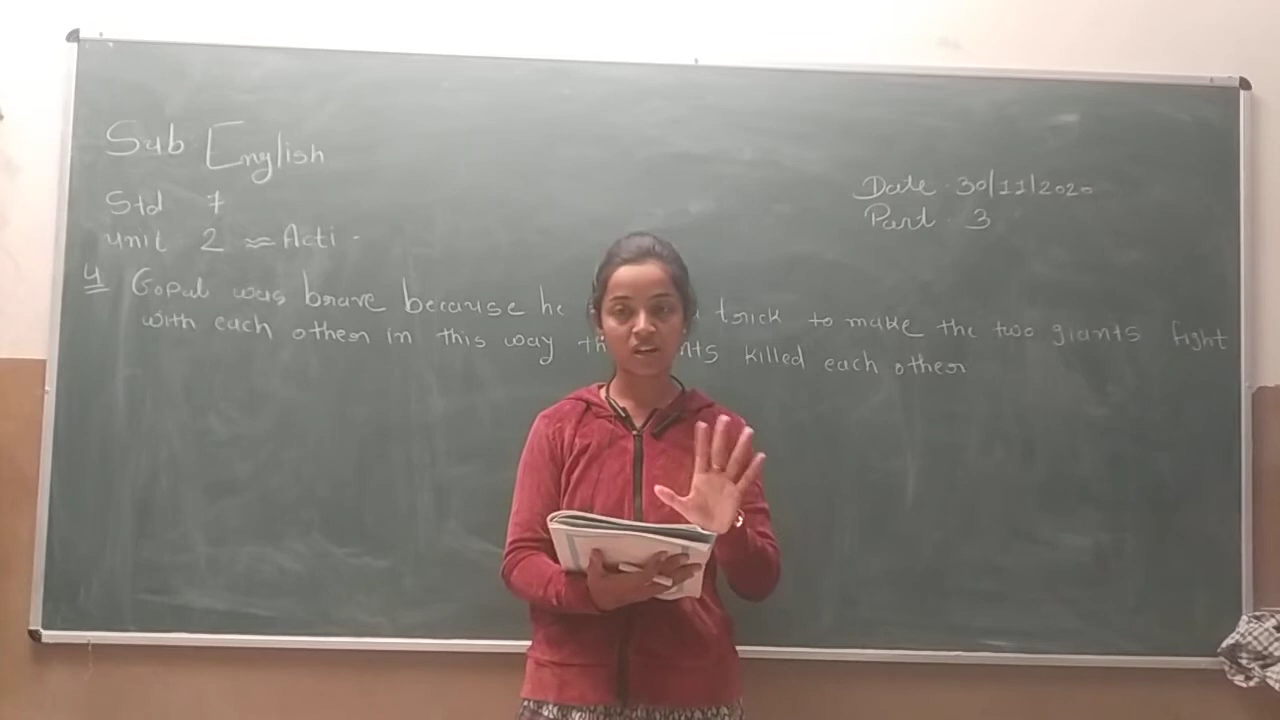 Sub English
Std 7
unit 2 Acti -
Date 30/11/2020
Part 3
4 Gopal was brave because he trick to make the two giants fight
with each other in this way killed each other